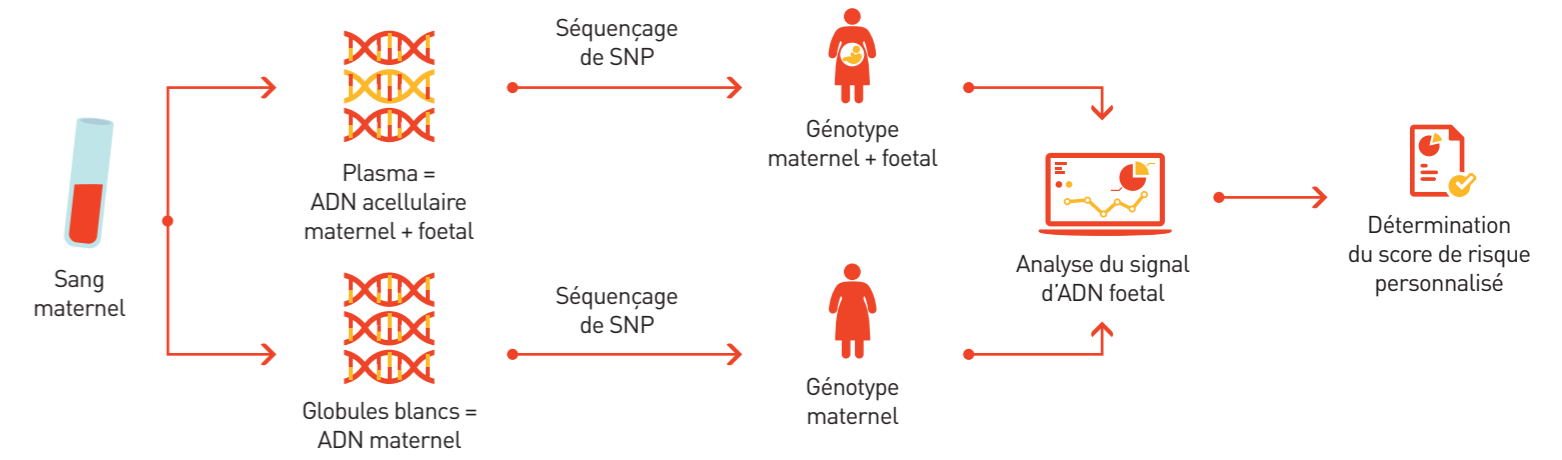 Sang
maternel
Plasma =
ADN acellulaire
maternel + foetal
Séquençage
de SNP
Génotype
maternel + foetal
Globules blancs =
ADN maternel
Séquençage
de SNP
Génotype
maternel
Analyse du signal
d’ADN foetal
Détermination
du score de risque
personnalisé